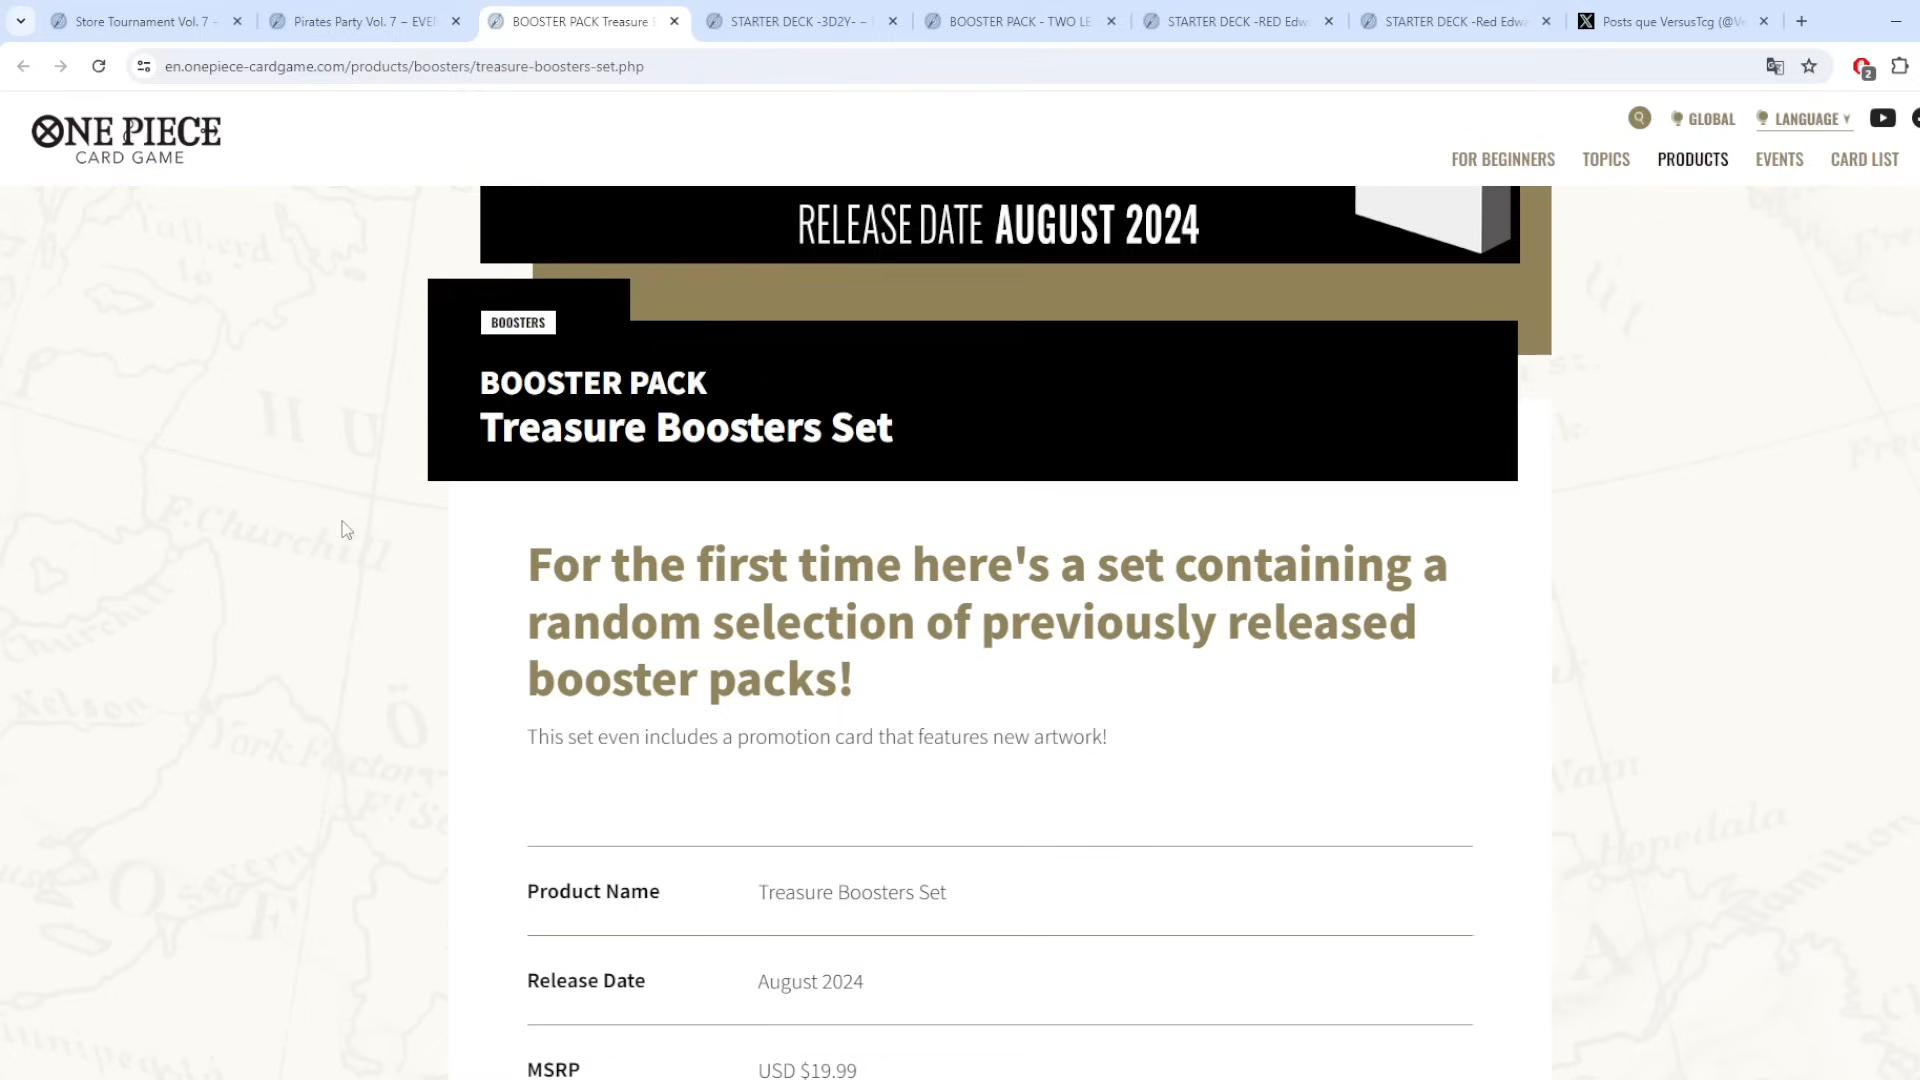 Store Tournament Vol. 7 –
Pirates Party Vol. 7 – EVE
BOOSTER PACK Treasure
STARTER DECK -3D2Y- –
BOOSTER PACK - TWO LE
STARTER DECK -RED Edw
STARTER DECK -Red Edw
Posts que VersusTcg (@V
en.onepiece-cardgame.com/products/boosters/treasure-boosters-set.php
2
ONE PIECE
CARD GAME
GLOBAL
LANGUAGE
FOR BEGINNERS
TOPICS
PRODUCTS
EVENTS
CARD LIST
RELEASE DATE AUGUST 2024
BOOSTERS
BOOSTER PACK
Treasure Boosters Set
For the first time here's a set containing a
random selection of previously released
booster packs!
This set even includes a promotion card that features new artwork!
Product Name
Treasure Boosters Set
Release Date
August 2024
MSRP
USD $19.99